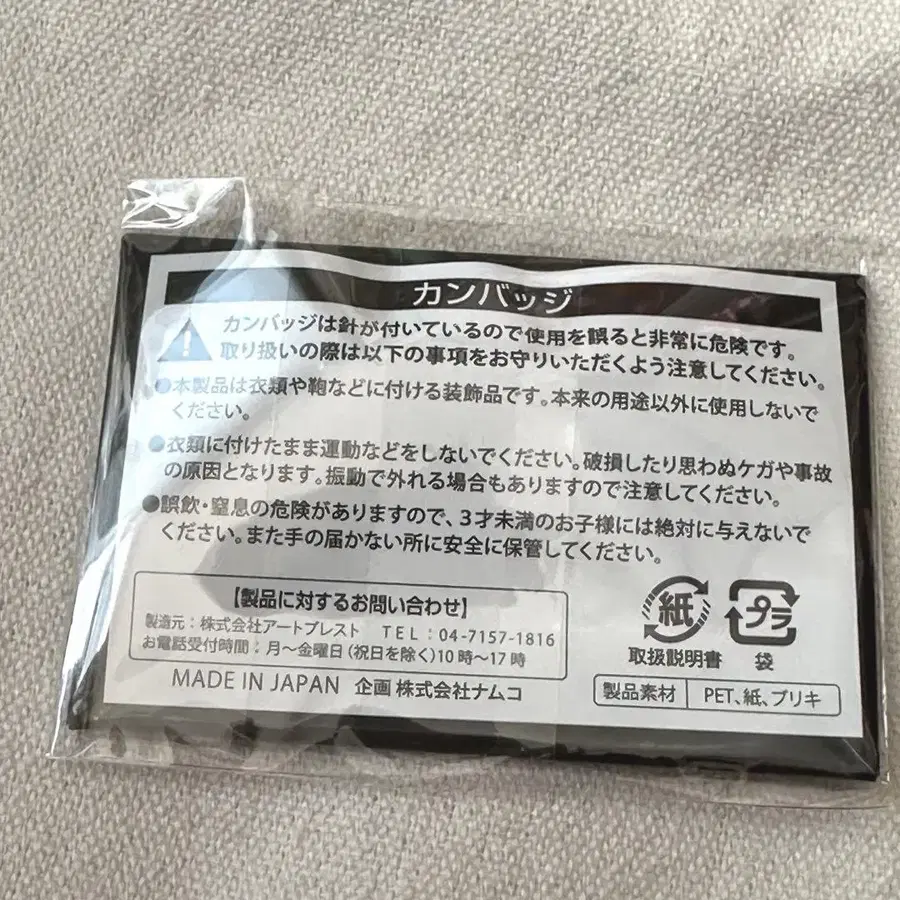 カンバッジ
カンバッジは針が付いているので使用を誤ると非常に危険です。
取り扱いの際は以下の事項をお守りいただくよう注意してください。
●本製品は衣類や鞄などに付ける装飾品です。本来の用途以外に使用しないで
ください。
●衣類に付けたまま運動などをしないでください。破損したり思わぬケガや事故
の原因となります。振動で外れる場合もありますので注意してください。
●誤飲・窒息の危険がありますので、3才未満のお子様には絶対に与えないで
ください。また手の届かない所に安全に保管してください。
【製品に対するお問い合わせ】
製造元：株式会社アートプレスト TEL：04-7157-1816
お電話受付時間：月〜金曜日(祝日を除く)10時〜17時
MADE IN JAPAN 企画 株式会社ナムコ
紙
取扱説明書
プラ
袋
製品素材 PET、紙、ブリキ